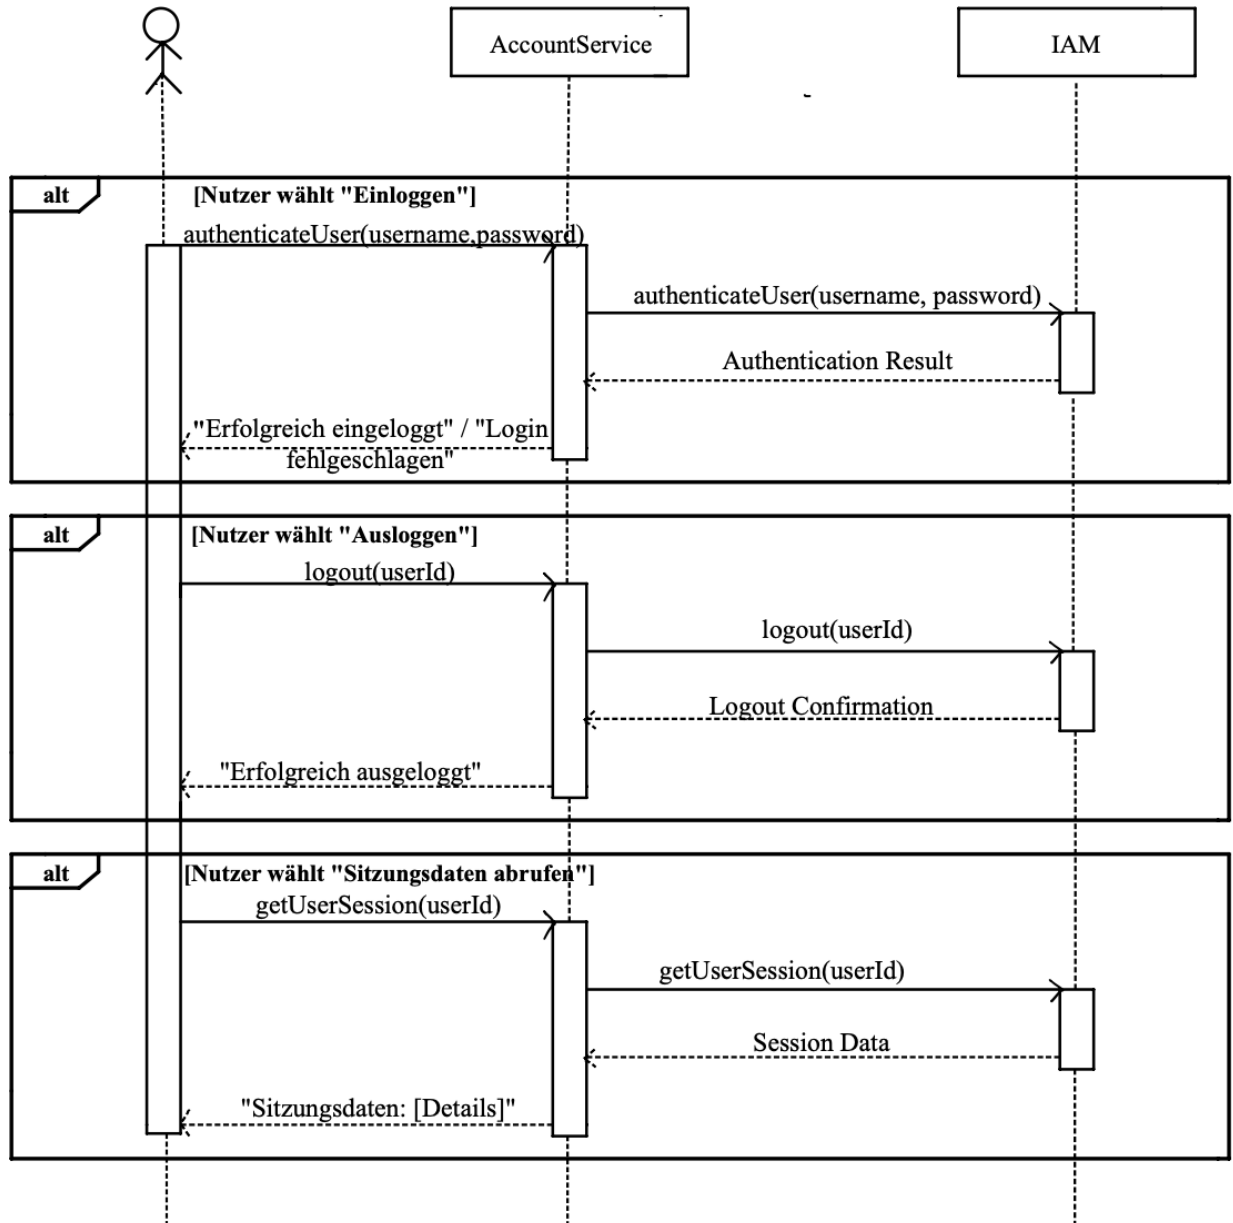 AccountService
IAM
alt
[Nutzer wählt "Einloggen"]
authenticateUser(username,password)
authenticateUser(username, password)
Authentication Result
"Erfolgreich eingeloggt" / "Login
fehlgeschlagen"
alt
[Nutzer wählt "Ausloggen"]
logout(userId)
logout(userId)
Logout Confirmation
"Erfolgreich ausgeloggt"
alt
[Nutzer wählt "Sitzungsdaten abrufen"]
getUserSession(userId)
getUserSession(userId)
Session Data
"Sitzungsdaten: [Details]"